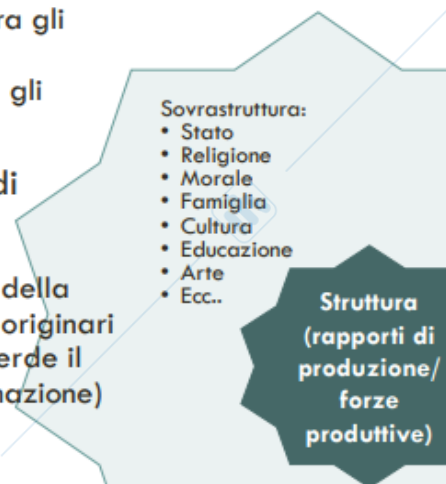 ra gli
gli
di
della
originari
erde il
nazione)
Sovrastruttura:
• Stato
• Religione
• Morale
• Famiglia
• Cultura
• Educazione
• Arte
• Ecc..
Struttura
(rapporti di
produzione/
forze
produttive)